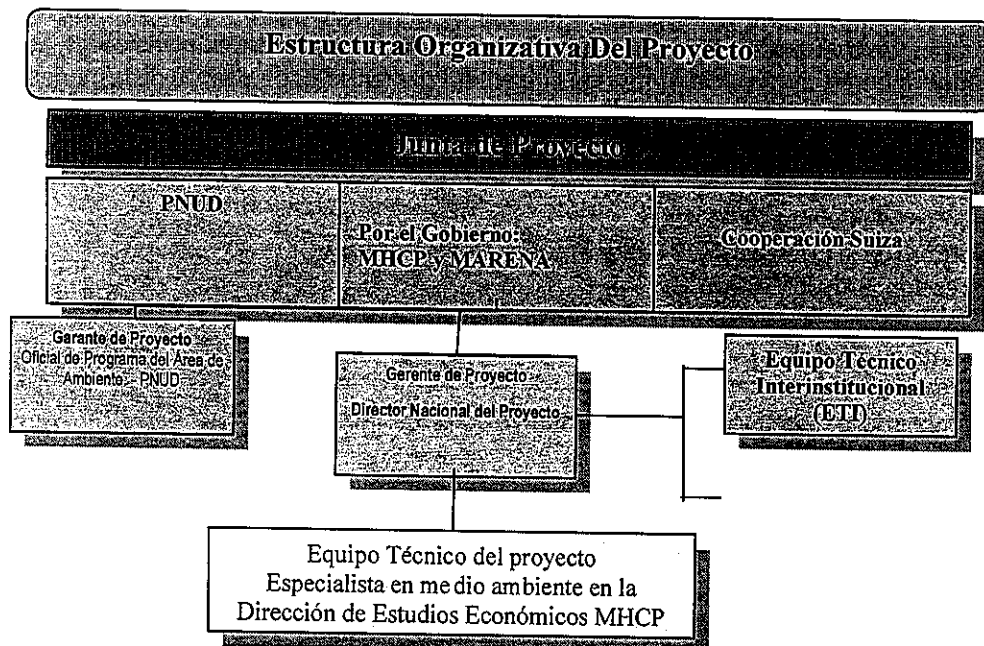 Estructura Organizativa Del Proyecto
Junta de Proyecto
PNUD
Por el Gobierno:
MHCP y MARENA
Cooperación Suiza
Garante de Proyecto
Oficial de Programa del Área de
Ambiente – PNUD
Gerente de Proyecto
Director Nacional del Proyecto
Equipo Técnico
Interinstitucional
(ETI)
Equipo Técnico del proyecto
Especialista en medio ambiente en la
Dirección de Estudios Económicos MHCP